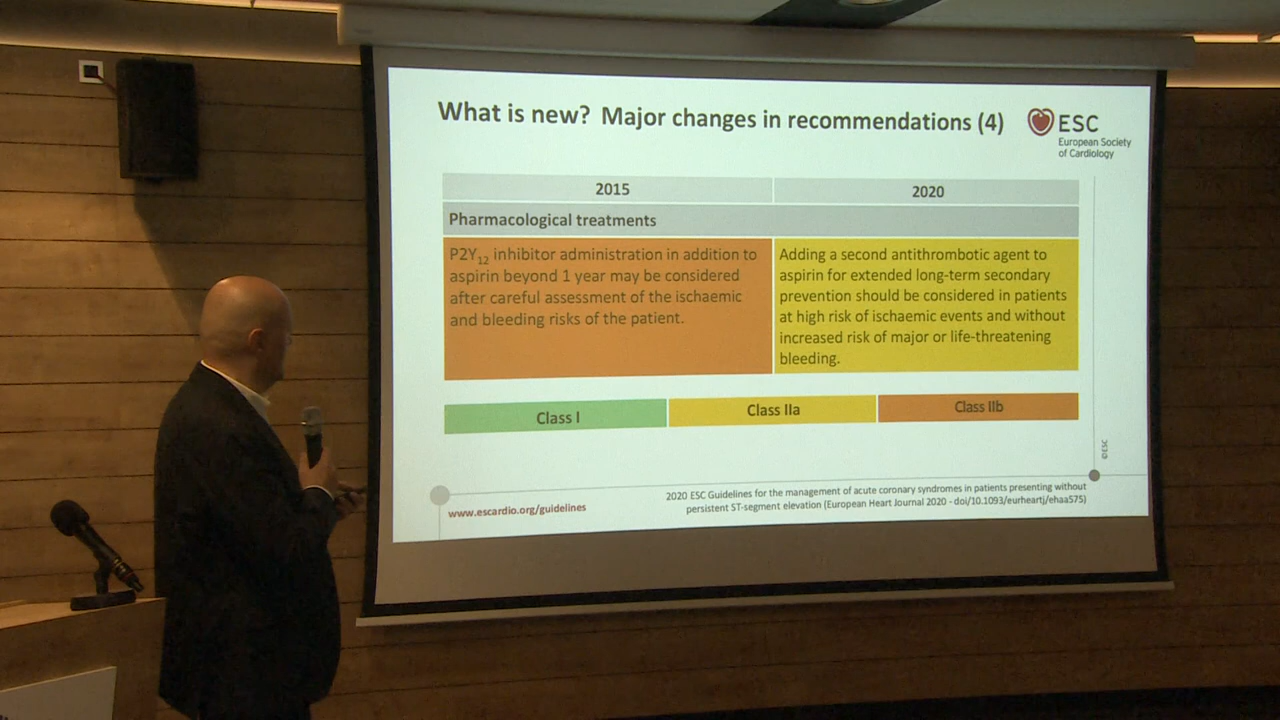 What is new? Major changes in recommendations (4)
ESC
European Society
of Cardiology
2015
2020
Pharmacological treatments
P2Y12 inhibitor administration in addition to
aspirin beyond 1 year may be considered
after careful assessment of the ischaemic
and bleeding risks of the patient.
Adding a second antithrombotic agent to
aspirin for extended long-term secondary
prevention should be considered in patients
at high risk of ischaemic events and without
increased risk of major or life-threatening
bleeding.
Class I
Class IIa
Class IIb
©ESC
www.escardio.org/guidelines
2020 ESC Guidelines for the management of acute coronary syndromes in patients presenting without
persistent ST-segment elevation (European Heart Journal 2020 - doi/10.1093/eurheartj/ehaa575)